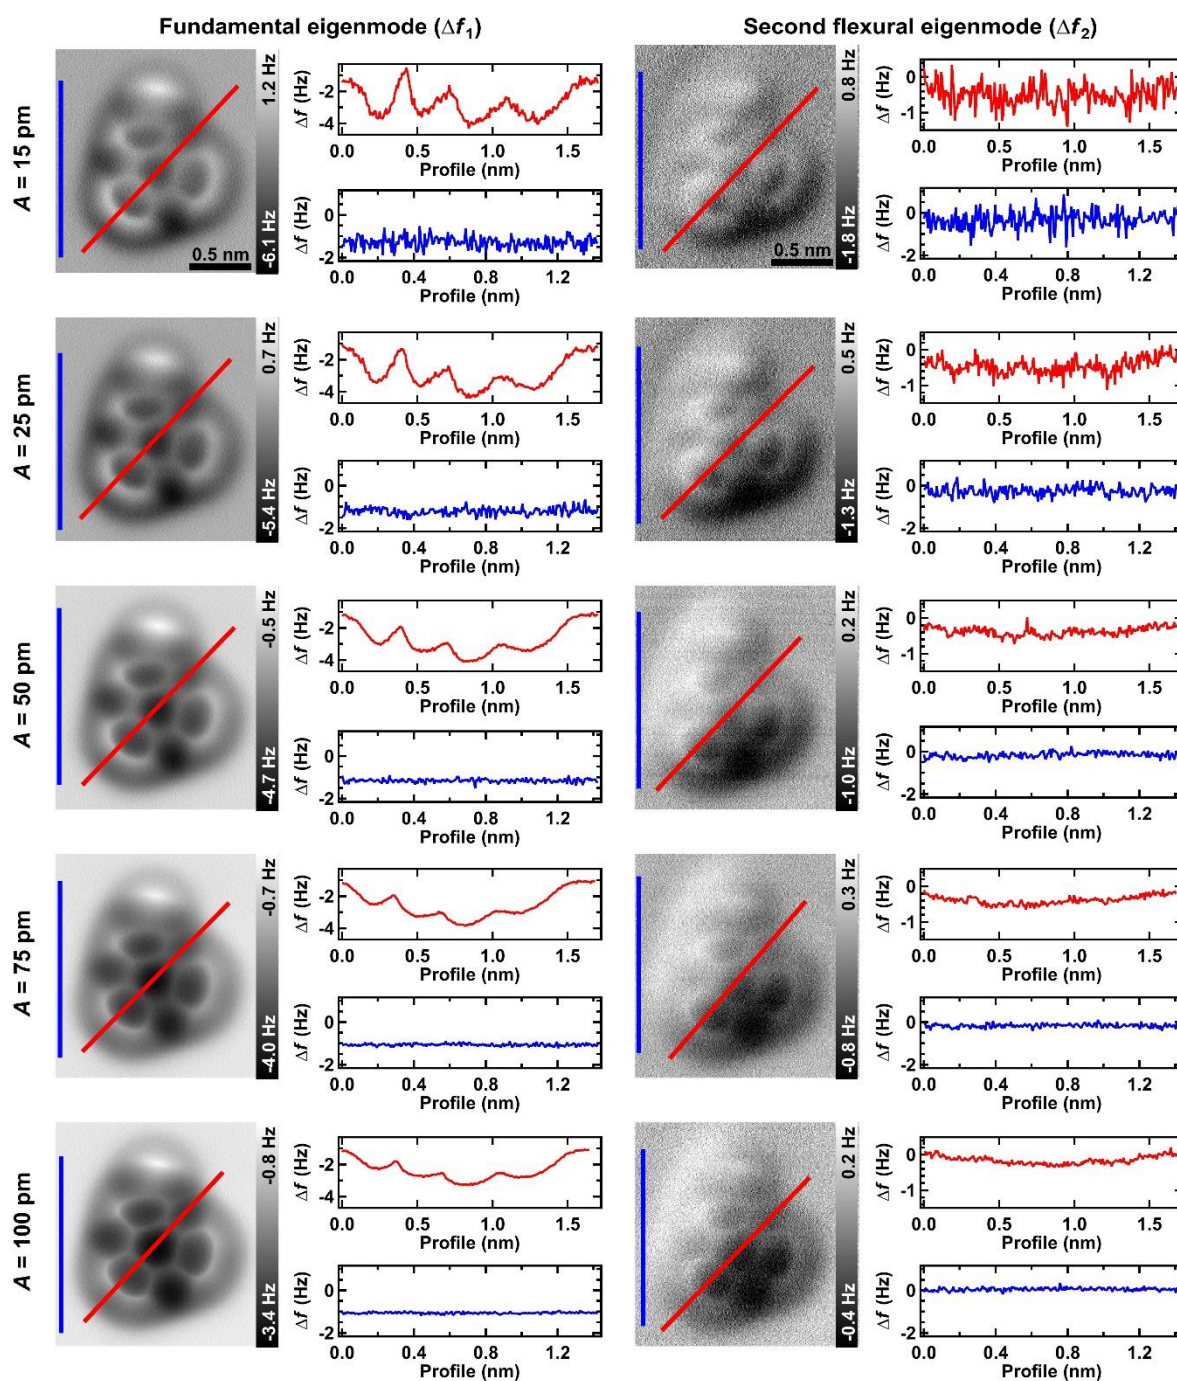 Fundamental eigenmode (Δf1)
Second flexural eigenmode (Δf2)
A = 15 pm
1.2 Hz
-6.1 Hz
0.5 nm
Δf (Hz)
-2
-4
0.0 0.5 1.0 1.5
Profile (nm)
Δf (Hz)
0
-2
0.0 0.4 0.8 1.2
Profile (nm)
0.8 Hz
-1.8 Hz
0.5 nm
Δf (Hz)
0
-1
0.0 0.5 1.0 1.5
Profile (nm)
Δf (Hz)
0
-2
0.0 0.4 0.8 1.2
Profile (nm)
A = 25 pm
0.7 Hz
-5.4 Hz
Δf (Hz)
-2
-4
0.0 0.5 1.0 1.5
Profile (nm)
Δf (Hz)
0
-2
0.0 0.4 0.8 1.2
Profile (nm)
0.5 Hz
-1.3 Hz
Δf (Hz)
0
-1
0.0 0.5 1.0 1.5
Profile (nm)
Δf (Hz)
0
-2
0.0 0.4 0.8 1.2
Profile (nm)
A = 50 pm
-0.5 Hz
-4.7 Hz
Δf (Hz)
-2
-4
0.0 0.5 1.0 1.5
Profile (nm)
Δf (Hz)
0
-2
0.0 0.4 0.8 1.2
Profile (nm)
0.2 Hz
-1.0 Hz
Δf (Hz)
0
-1
0.0 0.5 1.0 1.5
Profile (nm)
Δf (Hz)
0
-2
0.0 0.4 0.8 1.2
Profile (nm)
A = 75 pm
-0.7 Hz
-4.0 Hz
Δf (Hz)
-2
-4
0.0 0.5 1.0 1.5
Profile (nm)
Δf (Hz)
0
-2
0.0 0.4 0.8 1.2
Profile (nm)
0.3 Hz
-0.8 Hz
Δf (Hz)
0
-1
0.0 0.5 1.0 1.5
Profile (nm)
Δf (Hz)
0
-2
0.0 0.4 0.8 1.2
Profile (nm)
A = 100 pm
-0.8 Hz
-3.4 Hz
Δf (Hz)
-2
-4
0.0 0.5 1.0 1.5
Profile (nm)
Δf (Hz)
0
-2
0.0 0.4 0.8 1.2
Profile (nm)
0.2 Hz
-0.4 Hz
Δf (Hz)
0
-1
0.0 0.5 1.0 1.5
Profile (nm)
Δf (Hz)
0
-2
0.0 0.4 0.8 1.2
Profile (nm)